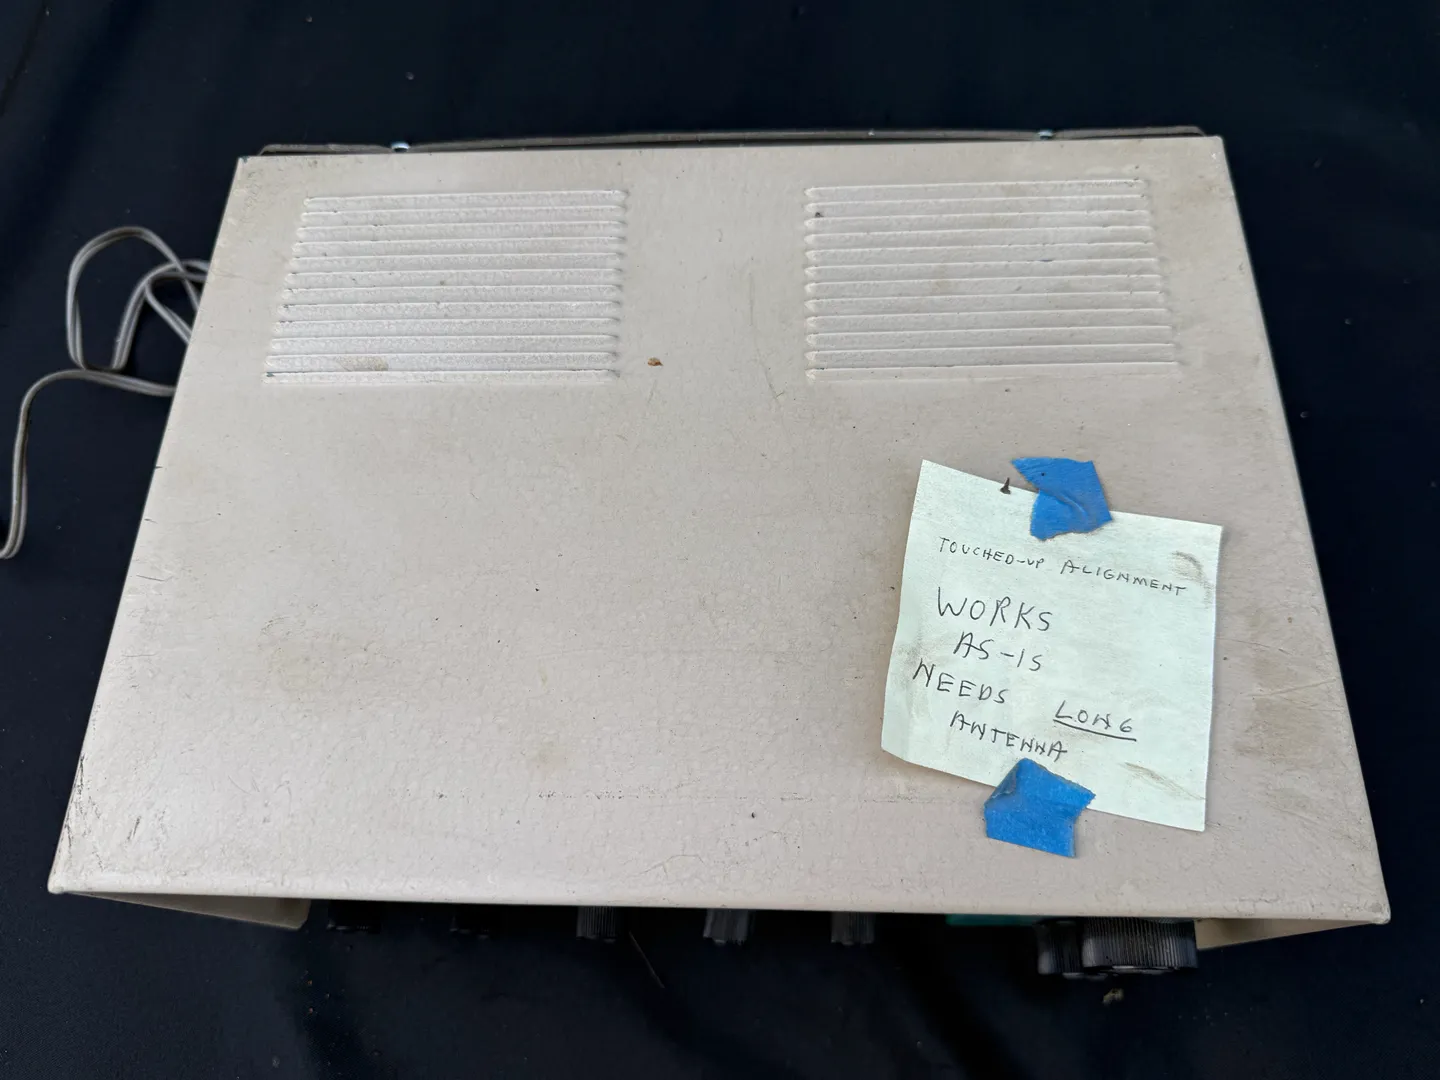 TOUCHED-UP ALIGNMENT
WORKS
AS-IS
NEEDS LONG
ANTENNA